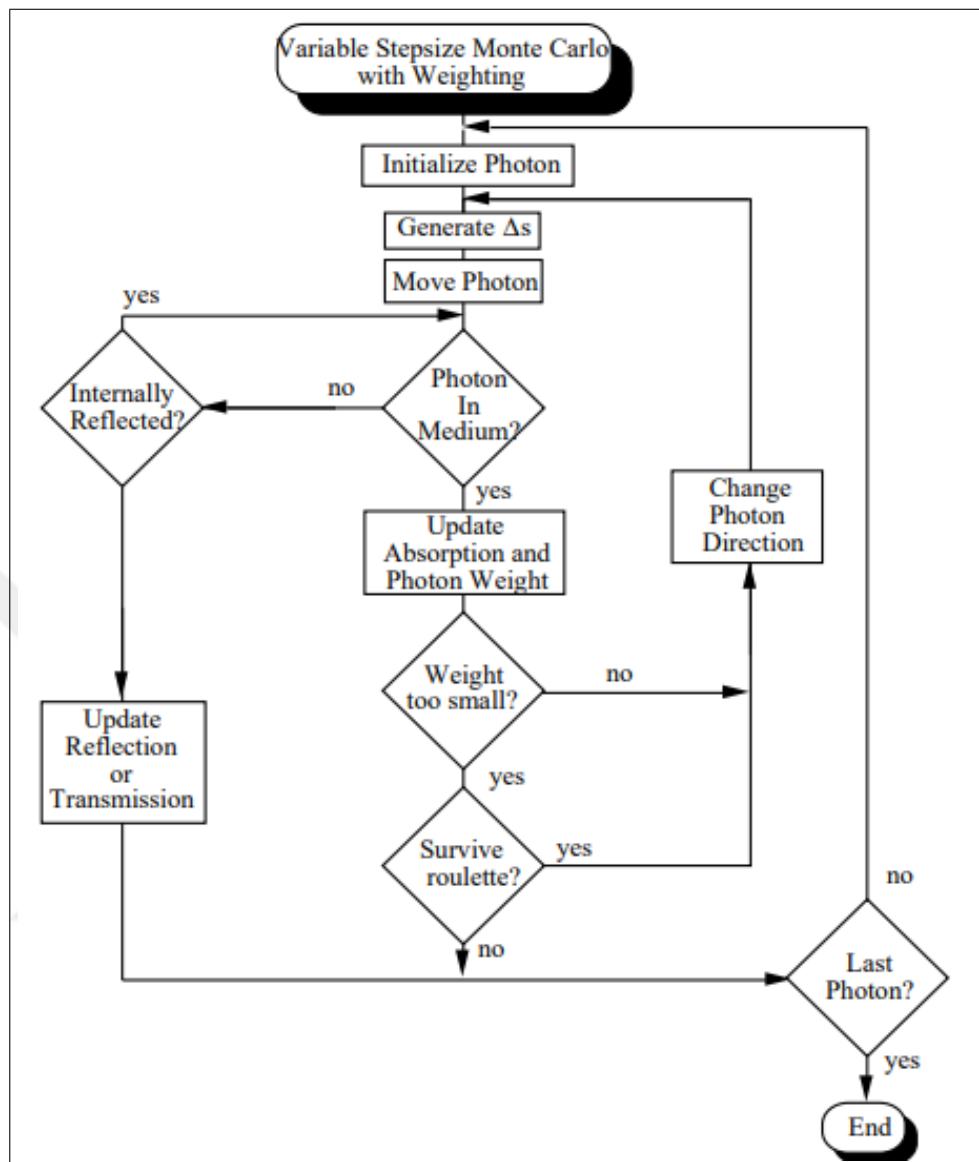 Variable Stepsize Monte Carlo
with Weighting
Initialize Photon
Generate Δs
Move Photon
yes
Internally
Reflected?
no
Photon
In
Medium?
yes
Update
Absorption and
Photon Weight
Change
Photon
Direction
Weight
too small?
no
yes
Update
Reflection
or
Transmission
Survive
roulette?
yes
no
no
Last
Photon?
yes
End